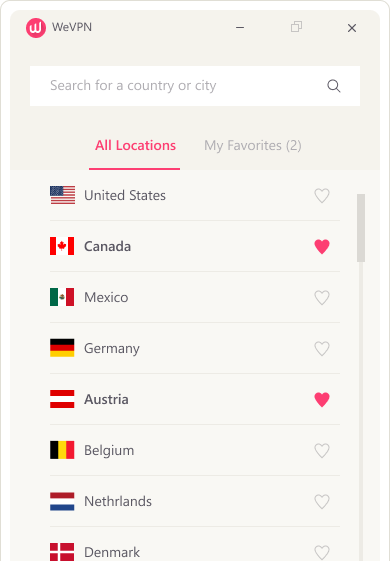 WeVPN
Search for a country or city
All Locations My Favorites (2)
United States
Canada
Mexico
Germany
Austria
Belgium
Nethrlands
Denmark